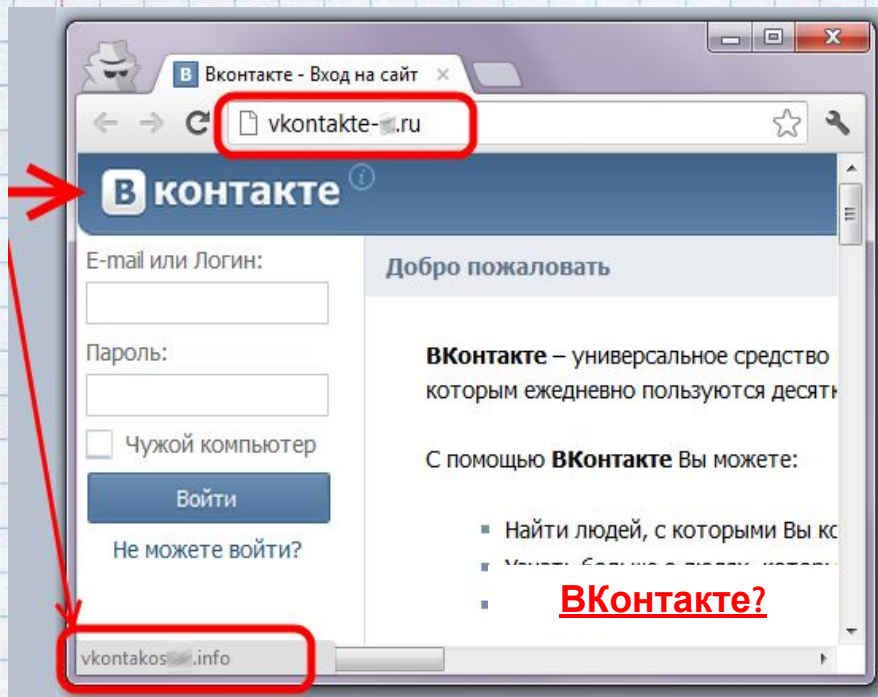 Вконтакте - Вход на сайт
vkontakte- .ru
В контакте
E-mail или Логин:
Пароль:
Чужой компьютер
Войти
Не можете войти?
Добро пожаловать
ВКонтакте – универсальное средство
которым ежедневно пользуются десятк
С помощью ВКонтакте Вы можете:
Найти людей, с которыми Вы ко
ВКонтакте?
vkontakos .info